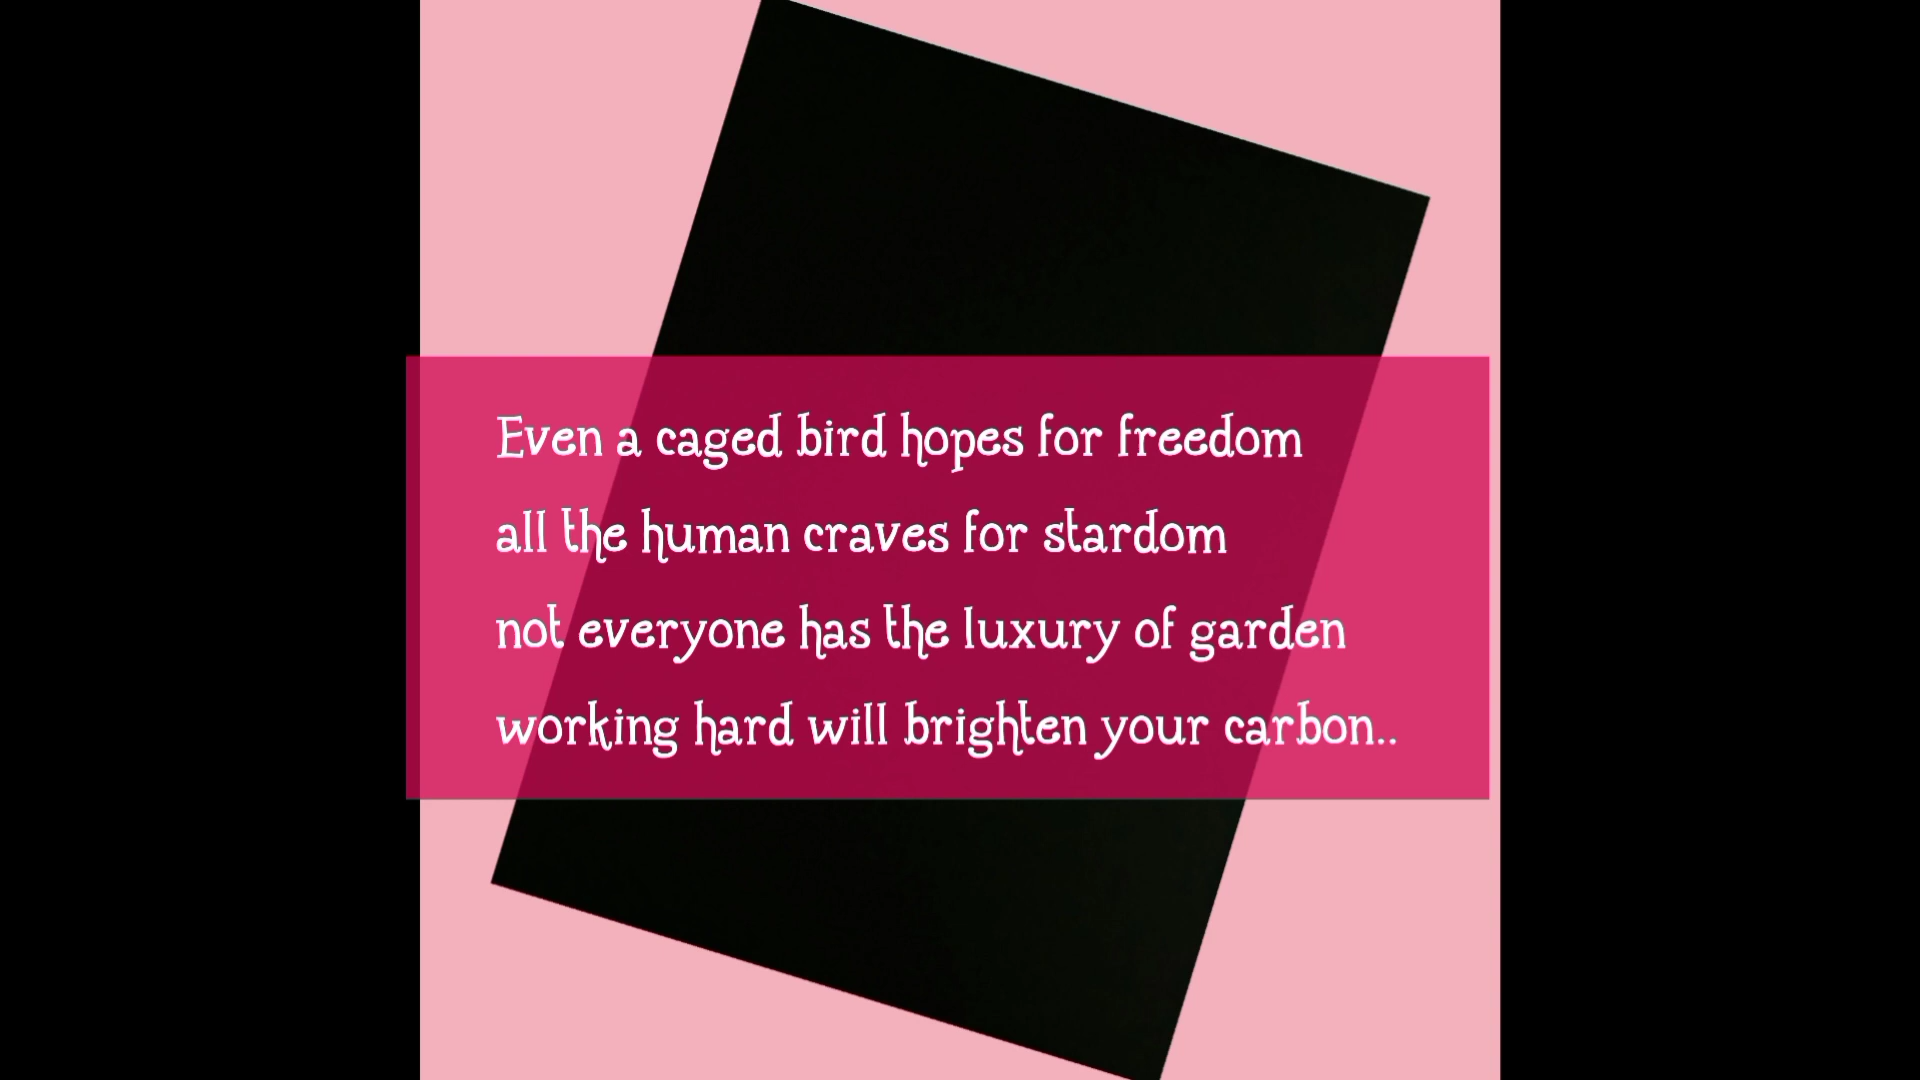 Even a caged bird hopes for freedom
all the human craves for stardom
not everyone has the luxury of garden
working hard will brighten your carbon..